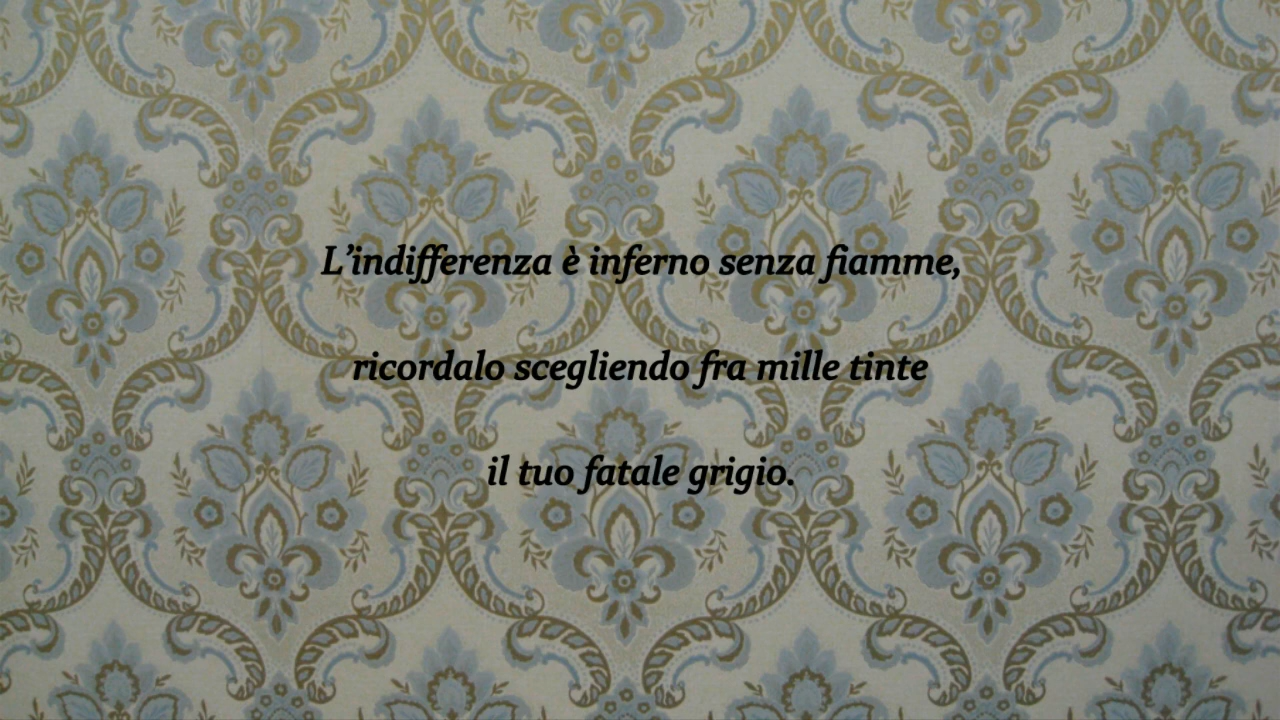 L’indifferenza è inferno senza fiamme,
ricordalo scegliendo fra mille tinte
il tuo fatale grigio.